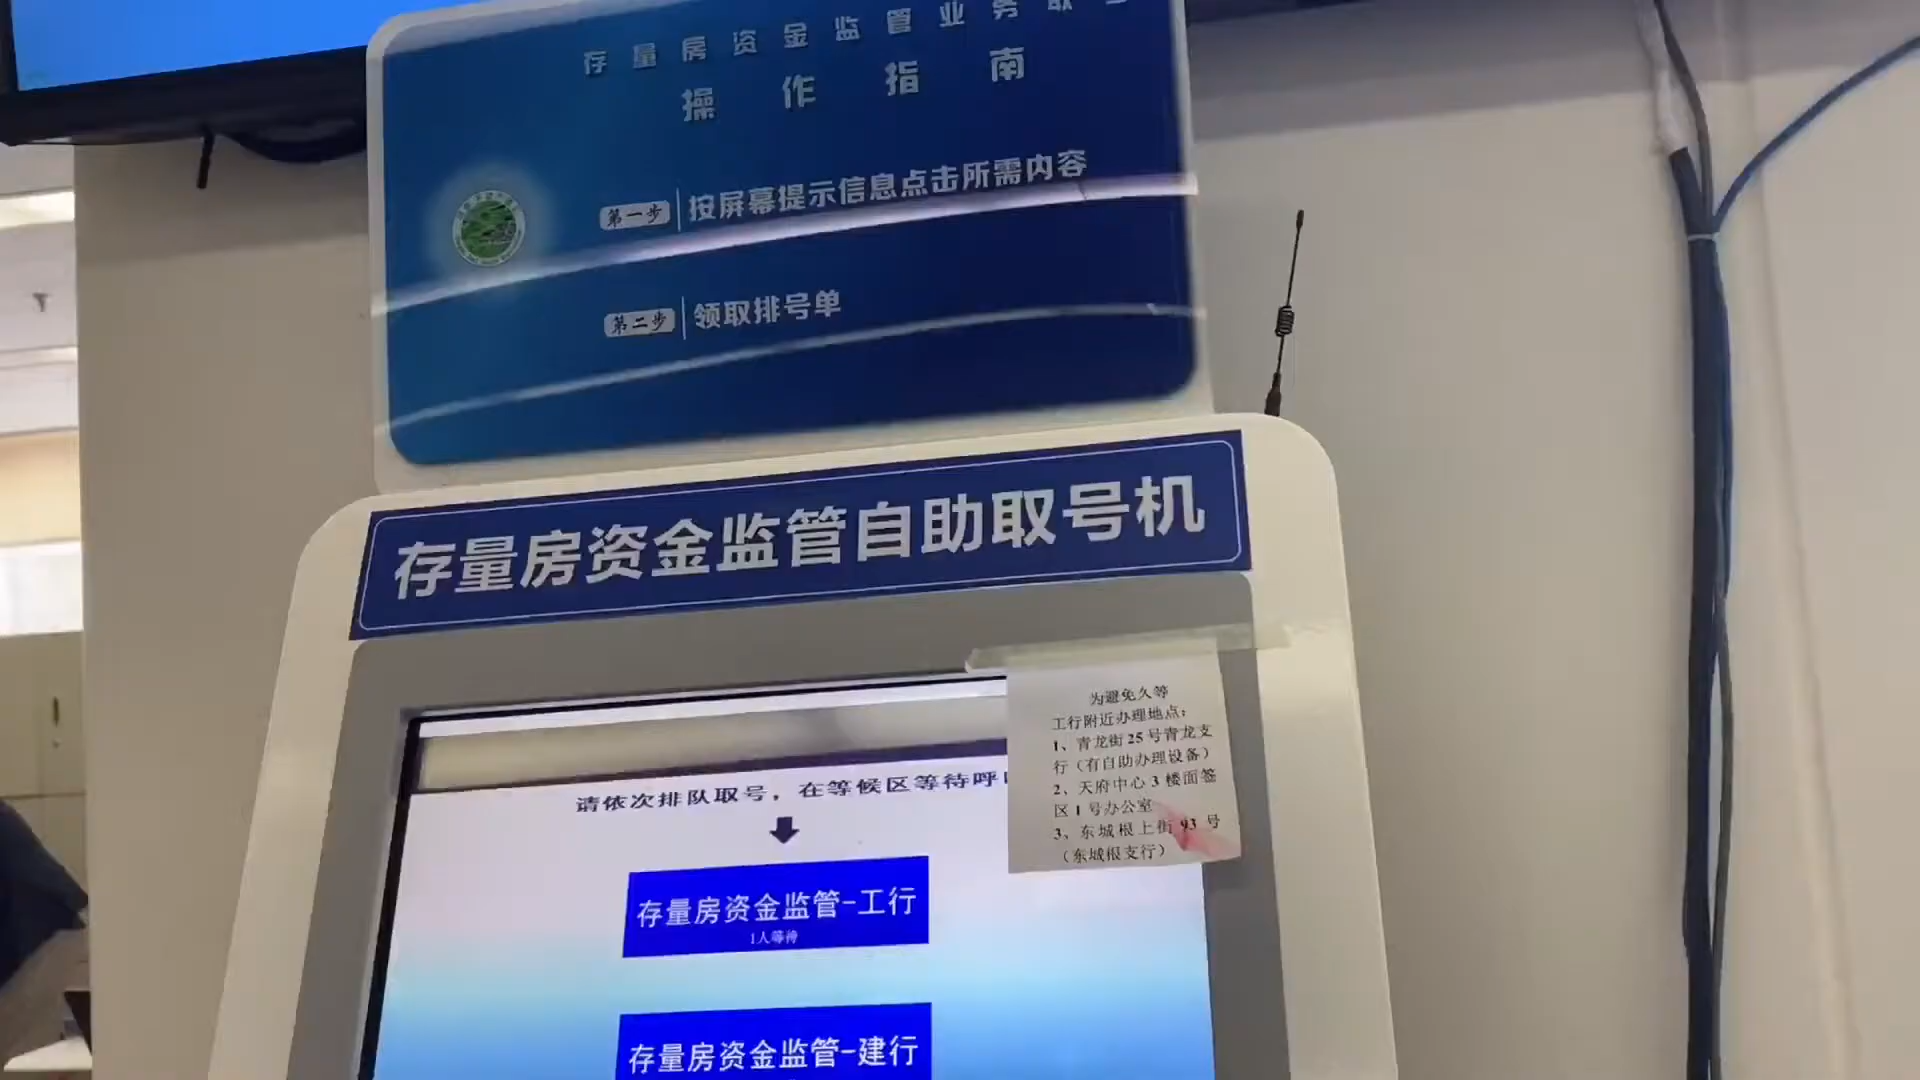 存量房资金监管业务取
操作指南
第一步 按屏幕提示信息点击所需内容
第二步 领取排号单
存量房资金监管自助取号机
为避免久等
工行附近办理地点：
1、青龙街25号青龙支
行（有自助办理设备）
2、天府中心3楼面签
区1号办公室
3、东城根上街93号
（东城根支行）
请依次排队取号，在等候区等待呼
存量房资金监管-工行
1人等待
存量房资金监管-建行